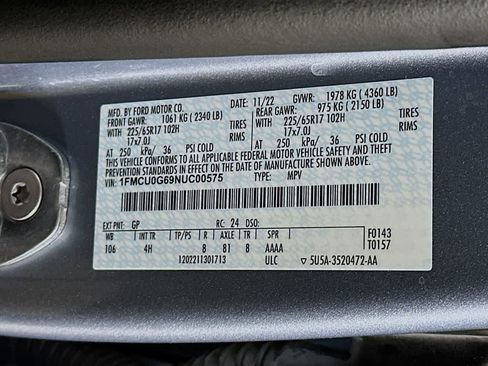 MFD. BY FORD MOTOR CO. 11/22 GVWR: 1978 KG ( 4360 LB)
FRONT GAWR: 1061 KG ( 2340 LB) REAR GAWR: 975 KG ( 2150 LB)
225/65R17 102H TIRES 225/65R17 102H TIRES
17x7.0J RIMS 17x7.0J RIMS
AT 250 kPa/ 36 PSI COLD AT 250 kPa/ 36 PSI COLD
THIS VEHICLE CONFORMS TO ALL APPLICABLE FEDERAL MOTOR VEHICLE SAFETY AND BUMPER STANDARDS AND THEFT
PREVENTION STANDARDS IN EFFECT ON THE DATE OF MANUFACTURE SHOWN ABOVE.
VIN: 1FMCU0G69NUC00575 TYPE: MPV
EXT PNT: GP RC: 24 DSO: F0143
WB INT TR TP/PS R AXLE TR SPR T0157
106 4H 8 81 8 AAAA
1202211301713 ULC 5U5A-3520472-AA